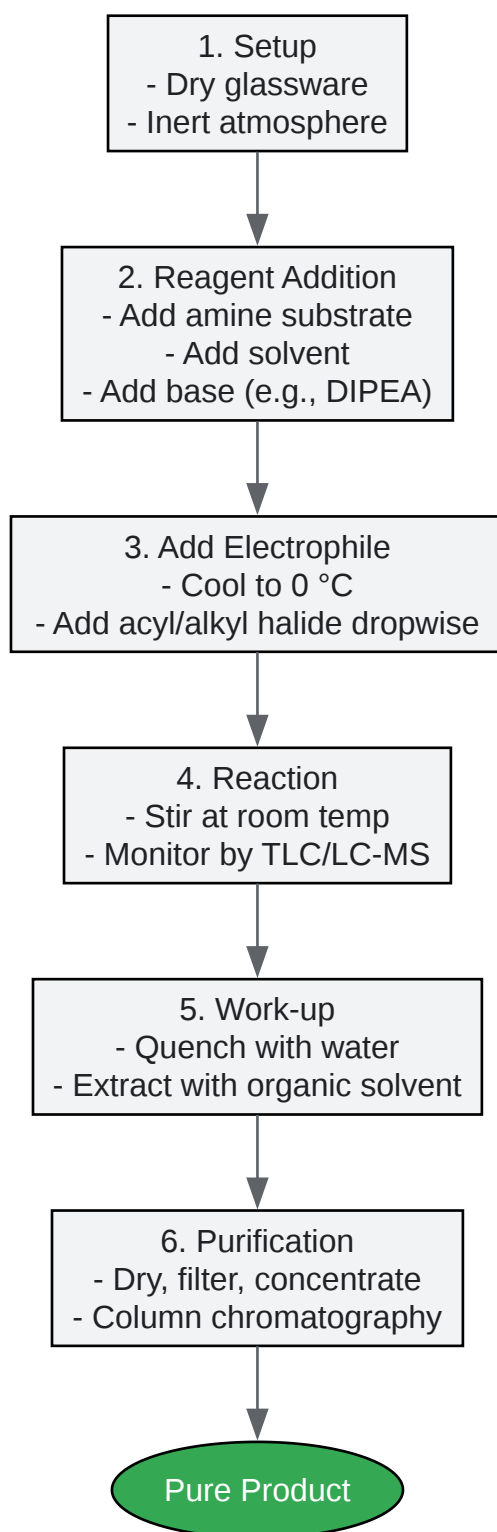 1. Setup
- Dry glassware
- Inert atmosphere
2. Reagent Addition
- Add amine substrate
- Add solvent
- Add base (e.g., DIPEA)
3. Add Electrophile
- Cool to 0 °C
- Add acyl/alkyl halide dropwise
4. Reaction
- Stir at room temp
- Monitor by TLC/LC-MS
5. Work-up
- Quench with water
- Extract with organic solvent
6. Purification
- Dry, filter, concentrate
- Column chromatography
Pure Product